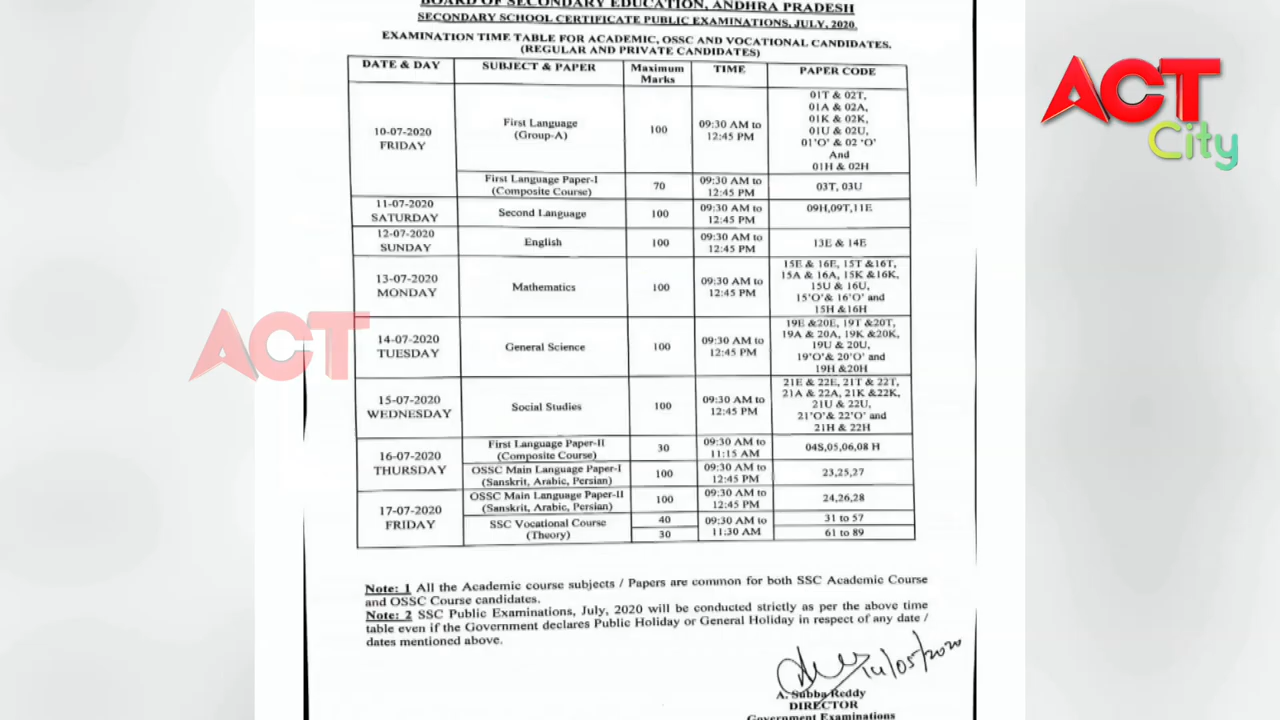 BOARD OF SECONDARY EDUCATION, ANDHRA PRADESH
SECONDARY SCHOOL CERTIFICATE PUBLIC EXAMINATIONS, JULY, 2020.
EXAMINATION TIME TABLE FOR ACADEMIC, OSSC AND VOCATIONAL CANDIDATES.
(REGULAR AND PRIVATE CANDIDATES)
DATE & DAY SUBJECT & PAPER Maximum Marks TIME PAPER CODE
10-07-2020 FRIDAY First Language (Group-A) 100 09:30 AM to 12:45 PM 01T & 02T,
01A & 02A,
01K & 02K,
01U & 02U,
01'O' & 02 'O'
And
01H & 02H
First Language Paper-I (Composite Course) 70 09:30 AM to 12:45 PM 03T, 03U
11-07-2020 SATURDAY Second Language 100 09:30 AM to 12:45 PM 09H,09T,11E
12-07-2020 SUNDAY English 100 09:30 AM to 12:45 PM 13E & 14E
13-07-2020 MONDAY Mathematics 100 09:30 AM to 12:45 PM 15E & 16E, 15T &16T,
15A & 16A, 15K &16K,
15U & 16U,
15'O'& 16'O' and
15H &16H
14-07-2020 TUESDAY General Science 100 09:30 AM to 12:45 PM 19E &20E, 19T &20T,
19A & 20A, 19K &20K,
19U & 20U,
19'O'& 20'O' and
19H &20H
15-07-2020 WEDNESDAY Social Studies 100 09:30 AM to 12:45 PM 21E & 22E, 21T & 22T,
21A & 22A, 21K &22K,
21U & 22U,
21'O'& 22'O' and
21H & 22H
16-07-2020 THURSDAY First Language Paper-II (Composite Course) 30 09:30 AM to 11:15 AM 04S,05,06,08 H
OSSC Main Language Paper-I (Sanskrit, Arabic, Persian) 100 09:30 AM to 12:45 PM 23,25,27
17-07-2020 FRIDAY OSSC Main Language Paper-II (Sanskrit, Arabic, Persian) 100 09:30 AM to 12:45 PM 24,26,28
SSC Vocational Course (Theory) 40 09:30 AM to 11:30 AM 31 to 57
30 61 to 89
Note: 1 All the Academic course subjects / Papers are common for both SSC Academic Course
and OSSC Course candidates.
Note: 2 SSC Public Examinations, July, 2020 will be conducted strictly as per the above time
table even if the Government declares Public Holiday or General Holiday in respect of any date /
dates mentioned above.
14/05/2020
A. Subba Reddy
DIRECTOR
Government Examinations
ACT
City
ACT